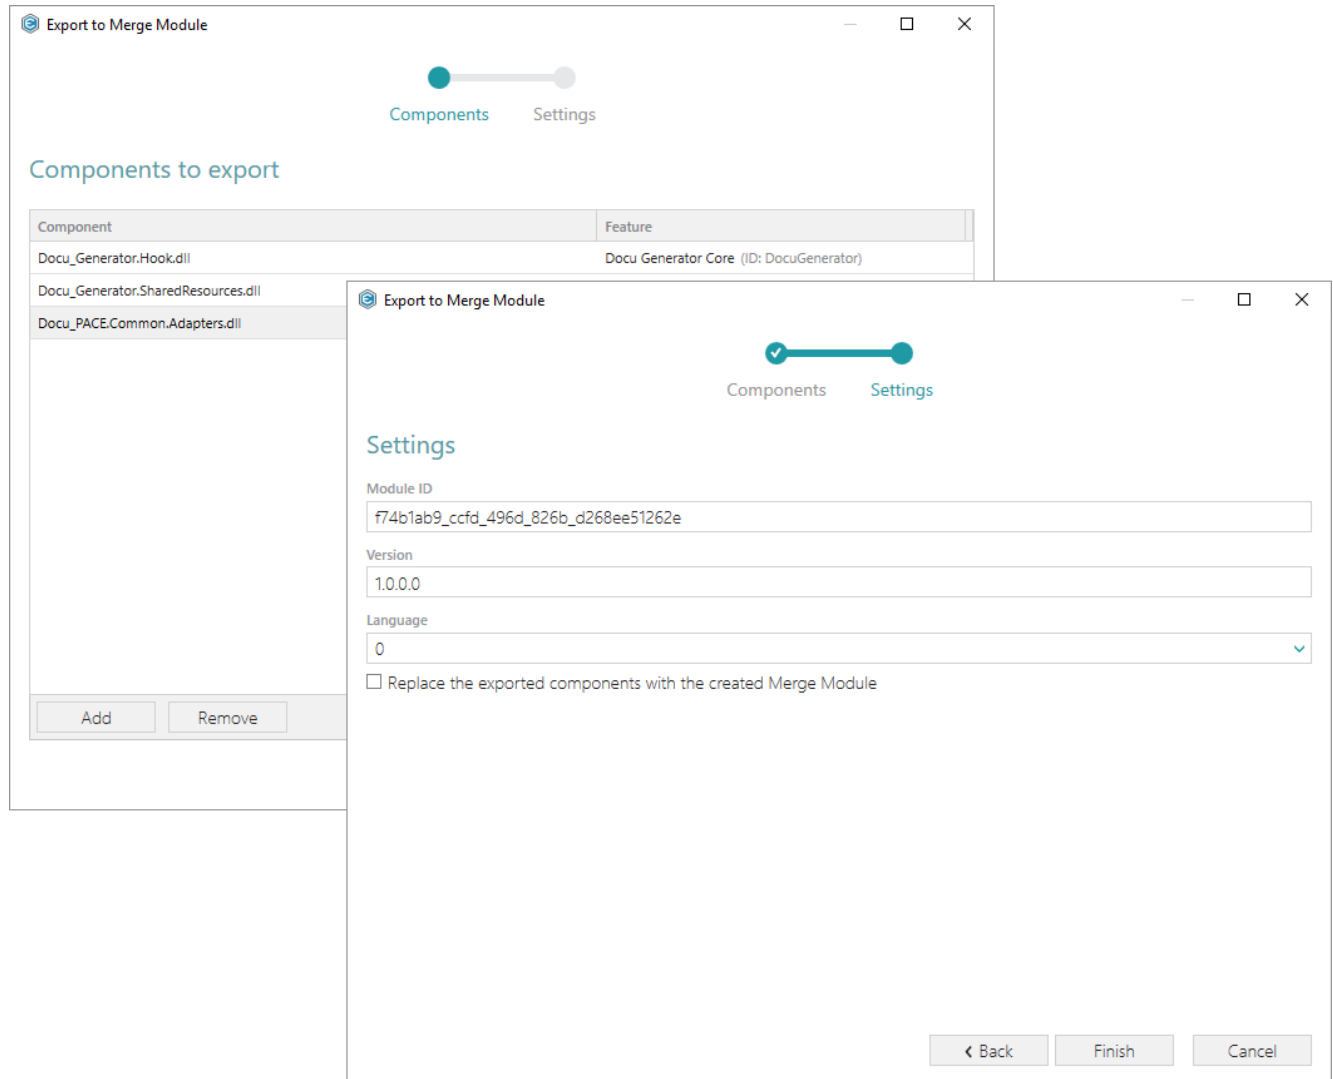 Export to Merge Module
Components Settings
Components to export
Component Feature
Docu_Generator.Hook.dll Docu Generator Core (ID: DocuGenerator)
Docu_Generator.SharedResources.dll
Docu_PACE.Common.Adapters.dll
Add Remove
Export to Merge Module
Components Settings
Settings
Module ID
f74b1ab9_ccfd_496d_826b_d268ee51262e
Version
1.0.0.0
Language
0
Replace the exported components with the created Merge Module
Back Finish Cancel